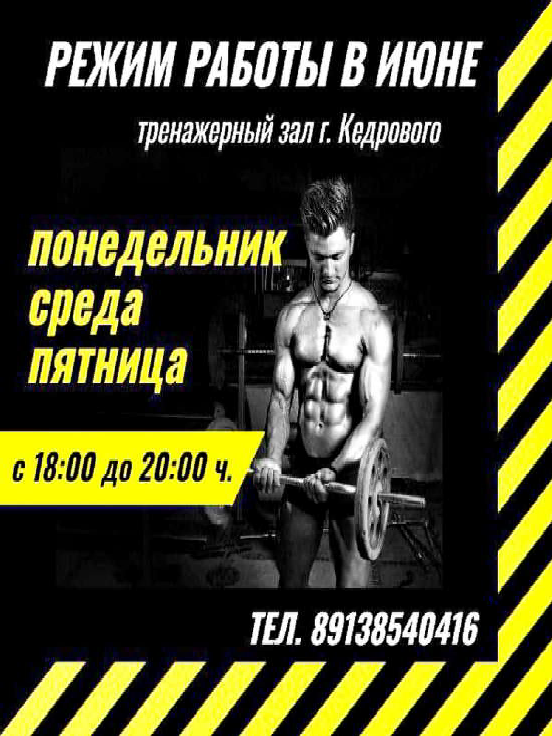 РЕЖИМ РАБОТЫ В ИЮНЕ
тренажерный зал г. Кедрового
понедельник
среда
пятница
с 18:00 до 20:00 ч.
ТЕЛ. 89138540416